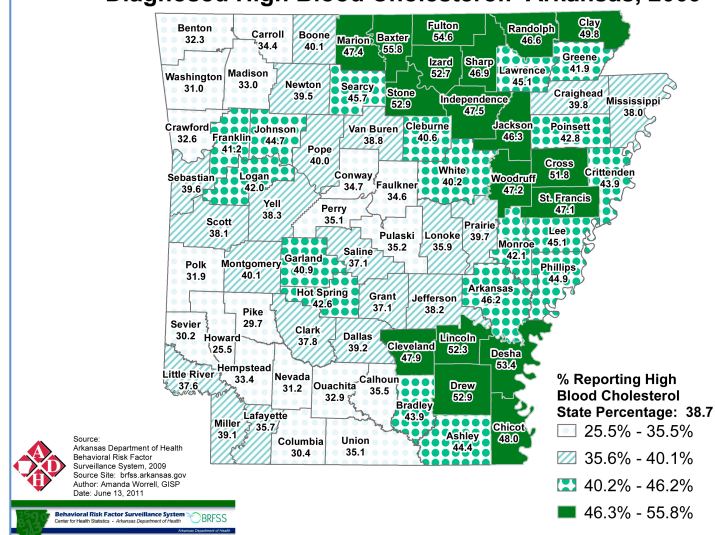 Diagnosed High Blood Cholesterol- Arkansas, 2009
Benton
32.3
Carroll
34.4
Boone
40.1
Marion
47.4
Baxter
55.8
Fulton
54.6
Randolph
46.6
Clay
49.8
Izard
52.7
Sharp
46.9
Lawrence
45.1
Greene
41.9
Washington
31.0
Madison
33.0
Newton
39.5
Searcy
45.7
Stone
52.9
Independence
47.5
Craighead
39.8
Mississippi
38.0
Crawford
32.6
Franklin
41.2
Johnson
44.7
Van Buren
38.8
Cleburne
40.6
Jackson
46.3
Poinsett
42.8
Pope
40.0
Conway
34.7
Faulkner
34.6
White
40.2
Woodruff
47.2
Cross
51.8
Crittenden
43.9
Sebastian
39.6
Logan
42.0
Yell
38.3
Perry
35.1
St. Francis
47.1
Scott
38.1
Pulaski
35.2
Lonoke
35.9
Prairie
39.7
Monroe
42.1
Lee
45.1
Saline
37.1
Garland
40.9
Polk
31.9
Montgomery
40.1
Phillips
44.9
Hot Spring
42.6
Grant
37.1
Jefferson
38.2
Arkansas
46.2
Pike
29.7
Sevier
30.2
Howard
25.5
Clark
37.8
Dallas
39.2
Cleveland
47.9
Lincoln
52.3
Desha
53.4
Little River
37.6
Hempstead
33.4
Nevada
31.2
Ouachita
32.9
Calhoun
35.5
Bradley
43.9
Drew
52.9
Miller
39.1
Lafayette
35.7
Columbia
30.4
Union
35.1
Ashley
44.4
Chicot
48.0
% Reporting High
Blood Cholesterol
State Percentage: 38.7
25.5% - 35.5%
35.6% - 40.1%
40.2% - 46.2%
46.3% - 55.8%
A
D H
Source:
Arkansas Department of Health
Behavioral Risk Factor
Surveillance System, 2009
Source Site: brfss.arkansas.gov
Author: Amanda Worrell, GISP
Date: June 13, 2011
Behavioral Risk Factor Surveillance System
Center for Health Statistics - Arkansas Department of Health
BRFSS
Arkansas Department of Health